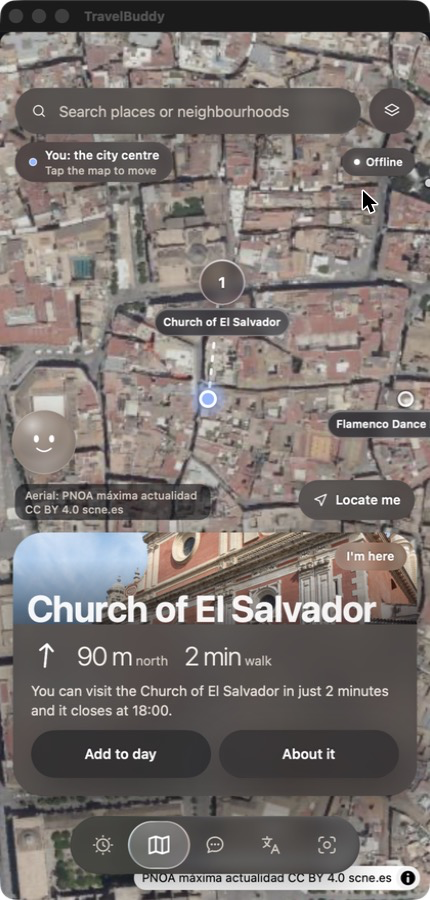 TravelBuddy
Search places or neighbourhoods
You: the city centre
Tap the map to move
Offline
1
Church of El Salvador
Flamenco Dance
Aerial: PNOA máxima actualidad
CC BY 4.0 scne.es
Locate me
I'm here
Church of El Salvador
90 m north 2 min walk
You can visit the Church of El Salvador in just 2 minutes
and it closes at 18:00.
Add to day
About it
PNOA máxima actualidad CC BY 4.0 scne.es